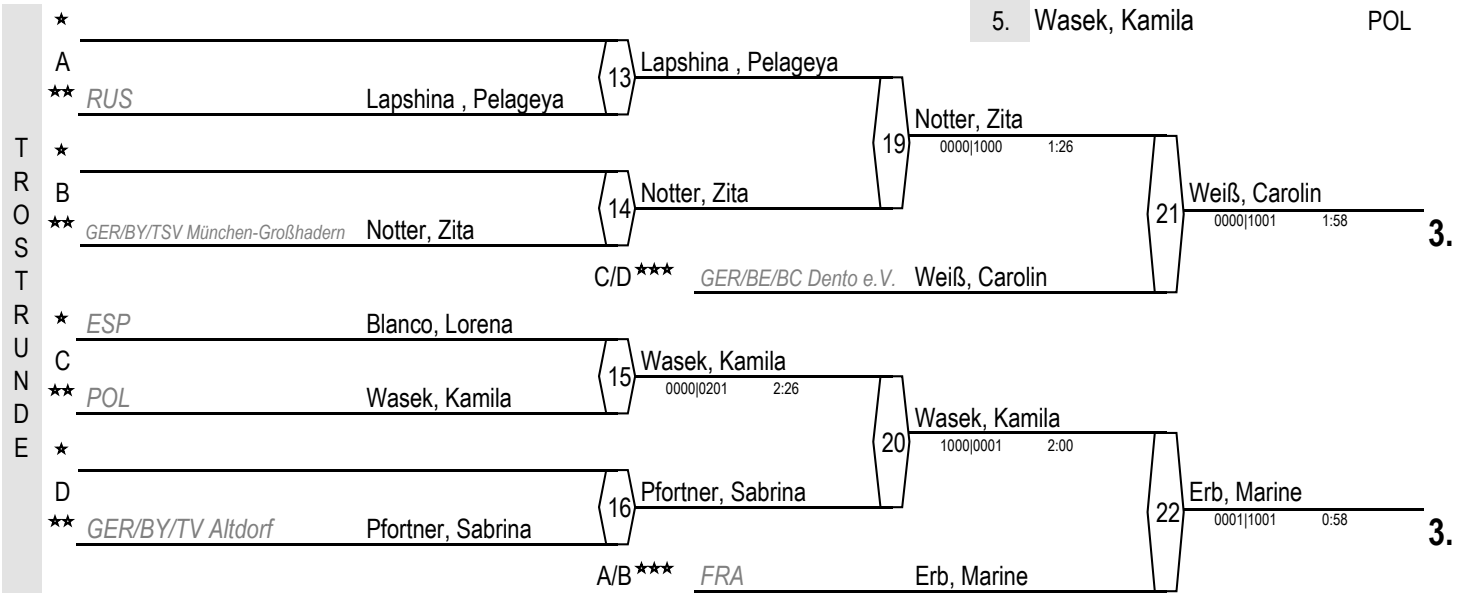 ★
5. Wasek, Kamila POL
A
13 Lapshina , Pelageya
★★ RUS Lapshina , Pelageya
Notter, Zita
19 0000|1000 1:26
★
B
14 Notter, Zita
21 Weiß, Carolin
0000|1001 1:58
3.
★★ GER/BY/TSV München-Großhadern Notter, Zita
C/D ★★★ GER/BE/BC Dento e.V. Weiß, Carolin
TROSTRUNDE
★ ESP Blanco, Lorena
C
15 Wasek, Kamila
0000|0201 2:26
★★ POL Wasek, Kamila
Wasek, Kamila
20 1000|0001 2:00
★
D
16 Pfortner, Sabrina
22 Erb, Marine
0001|1001 0:58
3.
★★ GER/BY/TV Altdorf Pfortner, Sabrina
A/B ★★★ FRA Erb, Marine